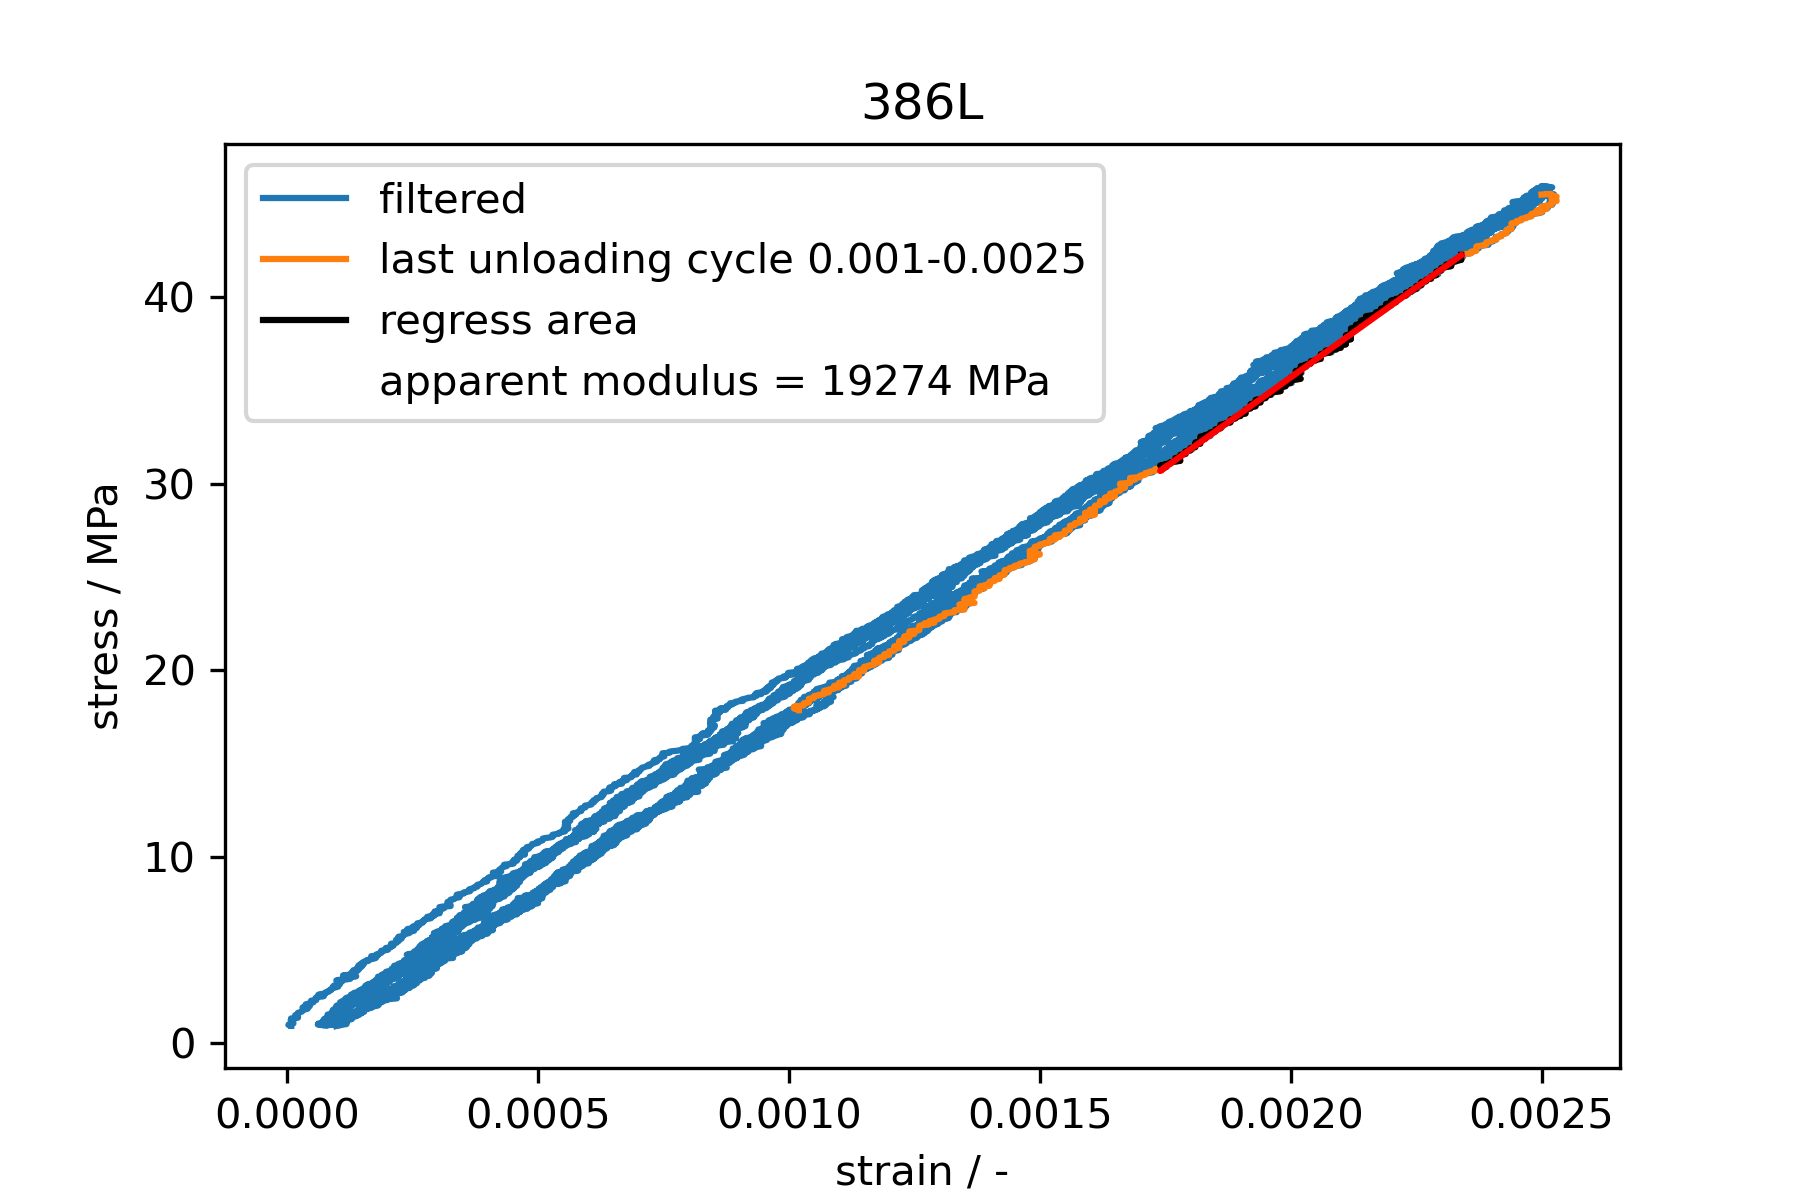 386L
filtered
last unloading cycle 0.001-0.0025
regress area
apparent modulus = 19274 MPa
stress / MPa
40
30
20
10
0
0.0000 0.0005 0.0010 0.0015 0.0020 0.0025
strain / -